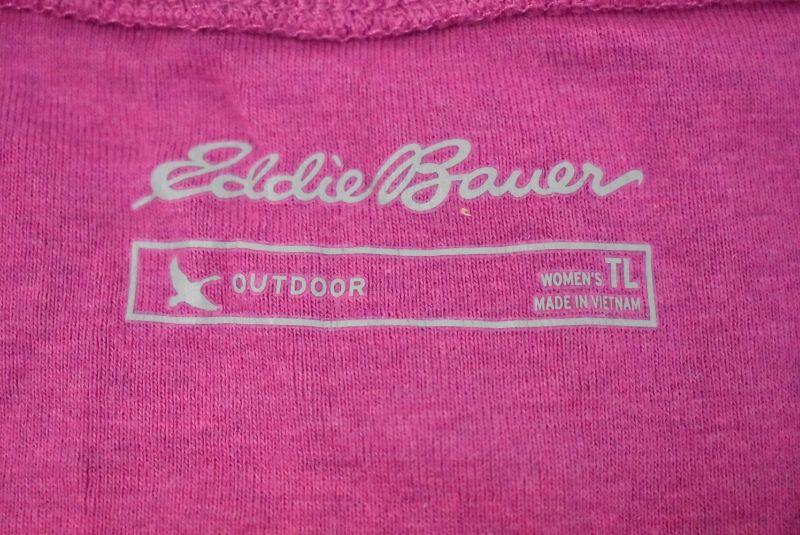 Eddie Bauer
OUTDOOR
WOMEN'S TL
MADE IN VIETNAM